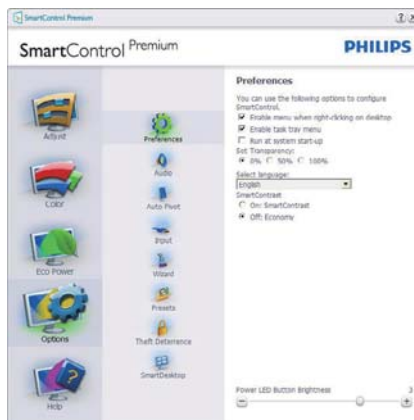 SmartControl Premium
SmartControl Premium
PHILIPS
Adjust
Color
Eco Power
Options
Help
Preferences
Audio
Auto Pivot
Input
Wizard
Presets
Theft Deterrence
SmartDesktop
Preferences
You can use the following options to configure
SmartControl.
Enable menu when right-clicking on desktop
Enable task tray menu
Run at system start-up
Set Transparency:
0% 50% 100%
Select language:
English
SmartContrast
On: SmartContrast
Off: Economy
Power LED Button Brightness 3